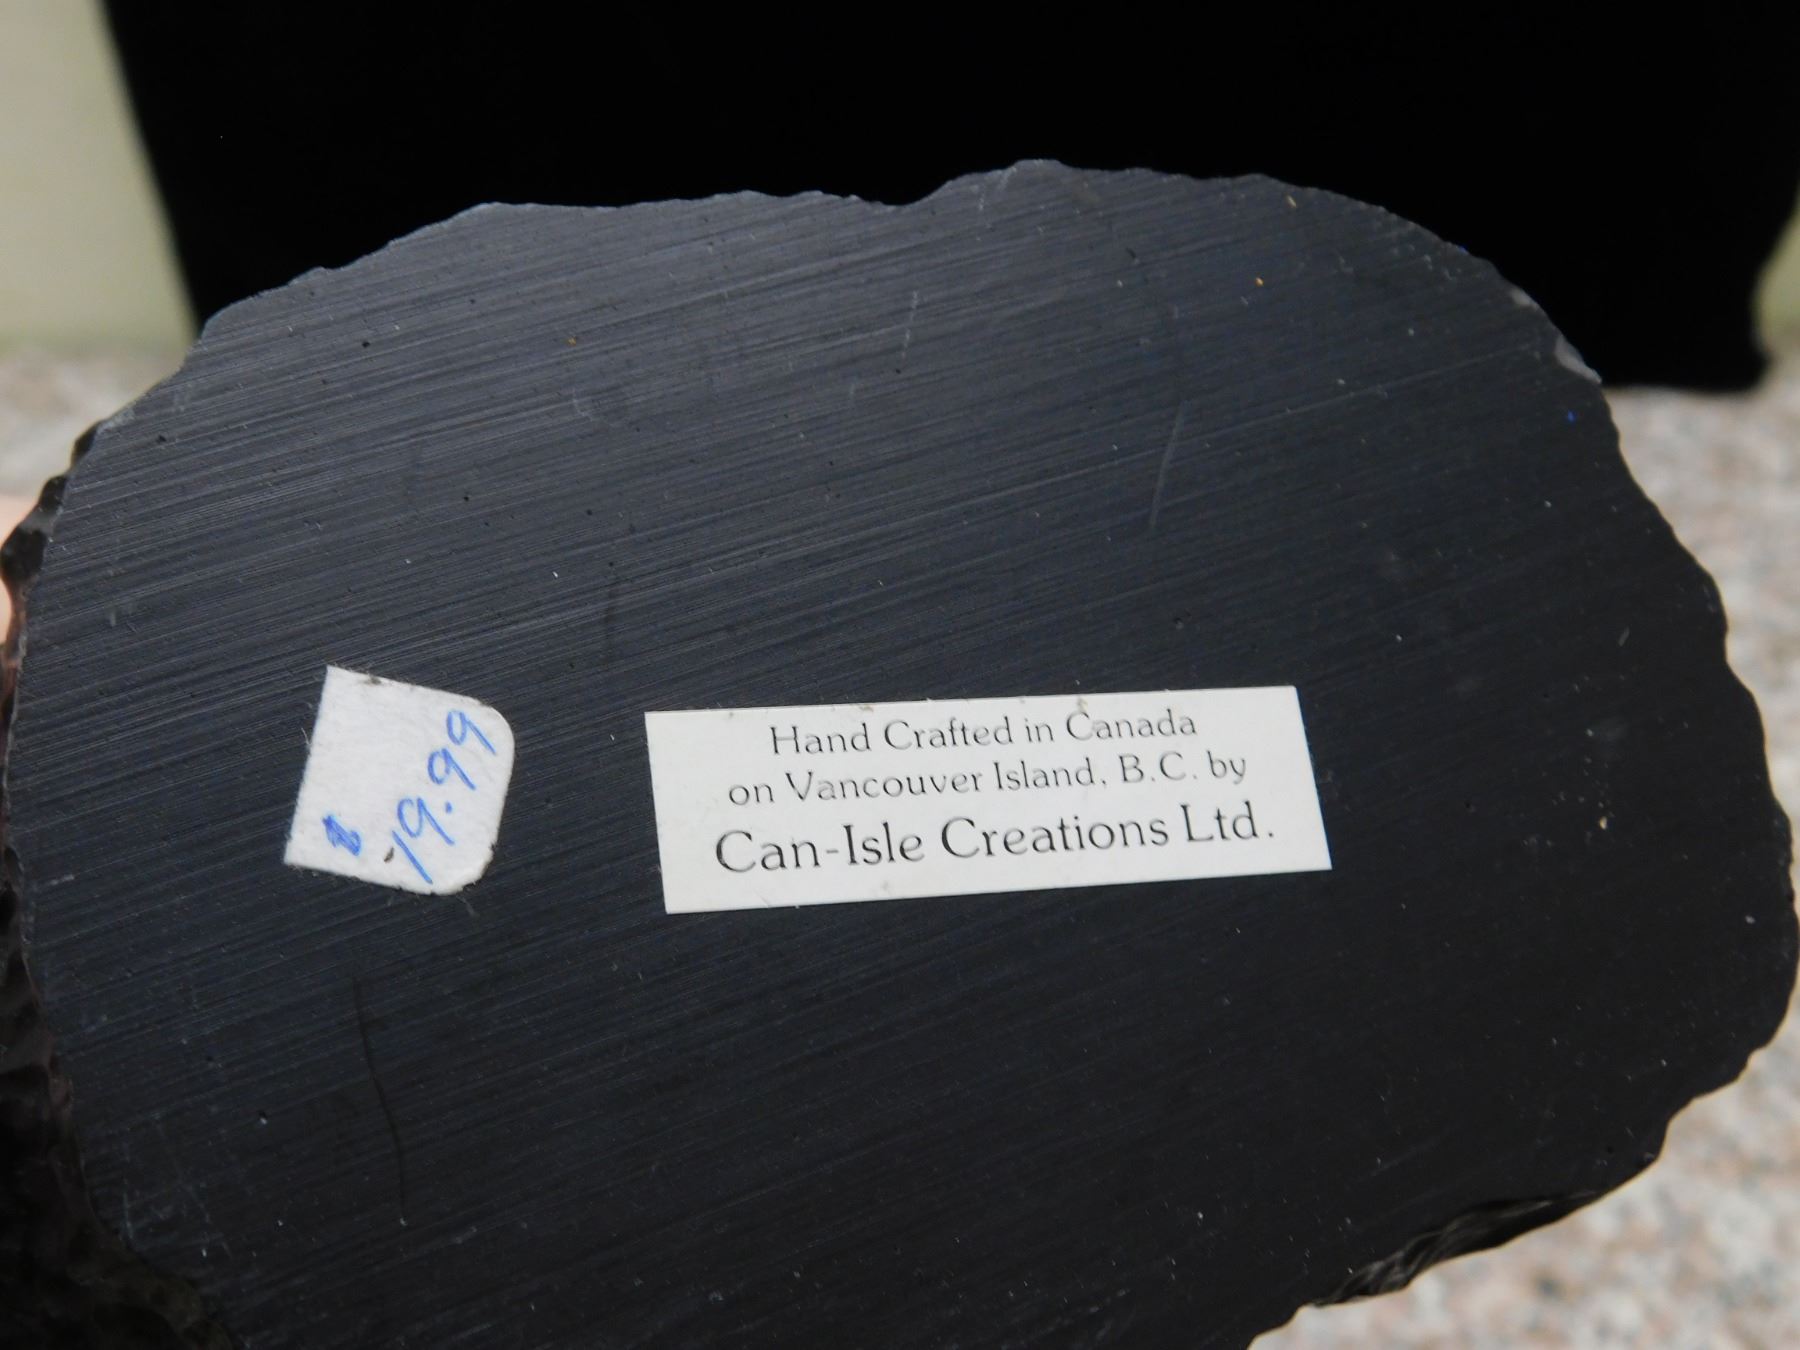 $ 19.99
Hand Crafted in Canada
on Vancouver Island, B.C. by
Can-Isle Creations Ltd.